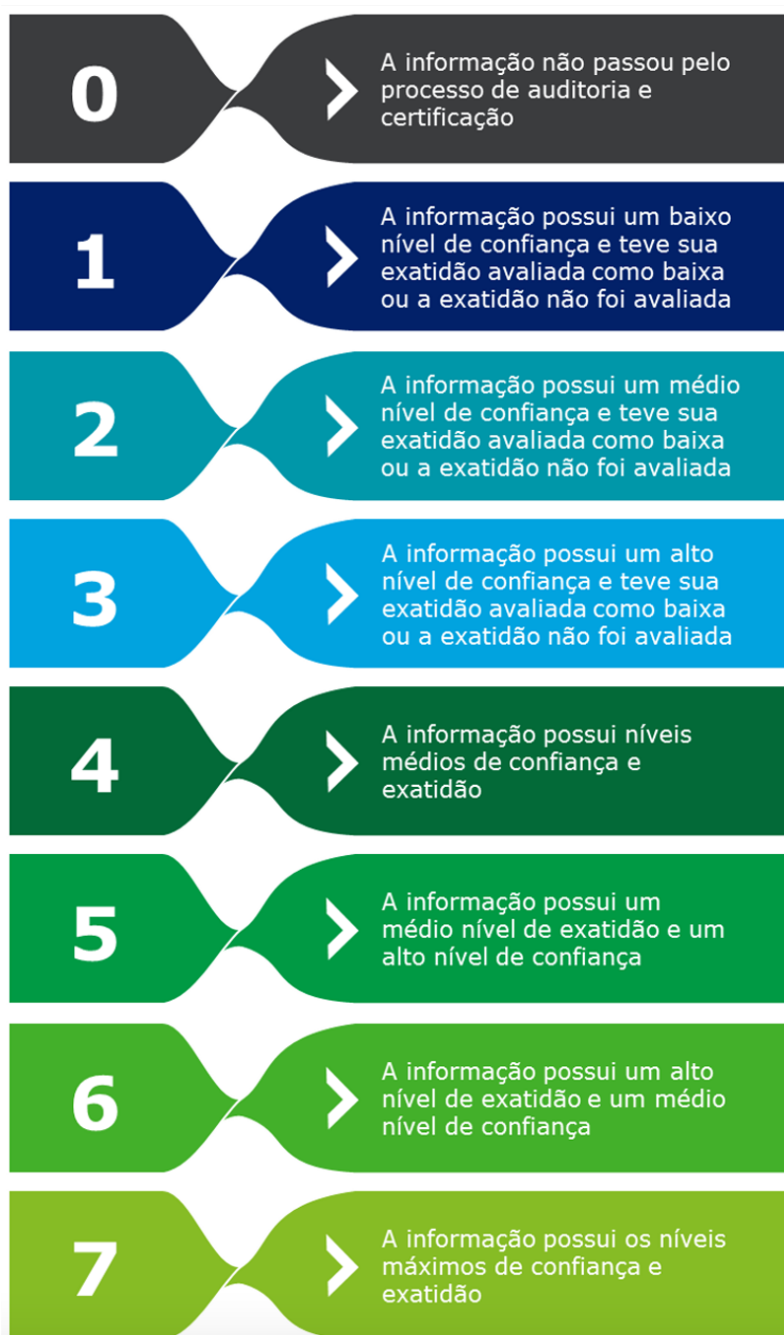 0
A informação não passou pelo
processo de auditoria e
certificação
1
A informação possui um baixo
nível de confiança e teve sua
exatidão avaliada como baixa
ou a exatidão não foi avaliada
2
A informação possui um médio
nível de confiança e teve sua
exatidão avaliada como baixa
ou a exatidão não foi avaliada
3
A informação possui um alto
nível de confiança e teve sua
exatidão avaliada como baixa
ou a exatidão não foi avaliada
4
A informação possui níveis
médios de confiança e
exatidão
5
A informação possui um
médio nível de exatidão e um
alto nível de confiança
6
A informação possui um alto
nível de exatidão e um médio
nível de confiança
7
A informação possui os níveis
máximos de confiança e
exatidão